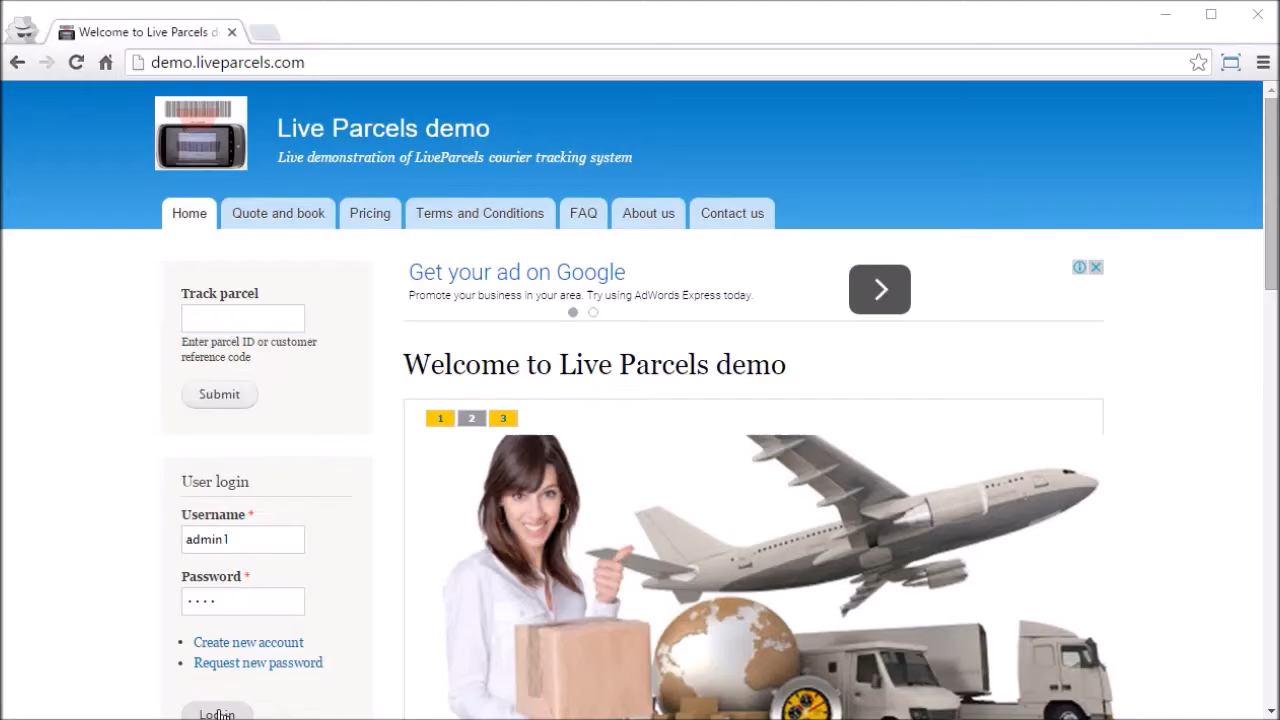 Welcome to Live Parcels d
demo.liveparcels.com
Live Parcels demo
Live demonstration of LiveParcels courier tracking system
Home
Quote and book
Pricing
Terms and Conditions
FAQ
About us
Contact us
Track parcel
Enter parcel ID or customer
reference code
Submit
User login
Username *
admin1
Password *
Create new account
Request new password
Login
Get your ad on Google
Promote your business in your area. Try using AdWords Express today.
Welcome to Live Parcels demo
1 2 3